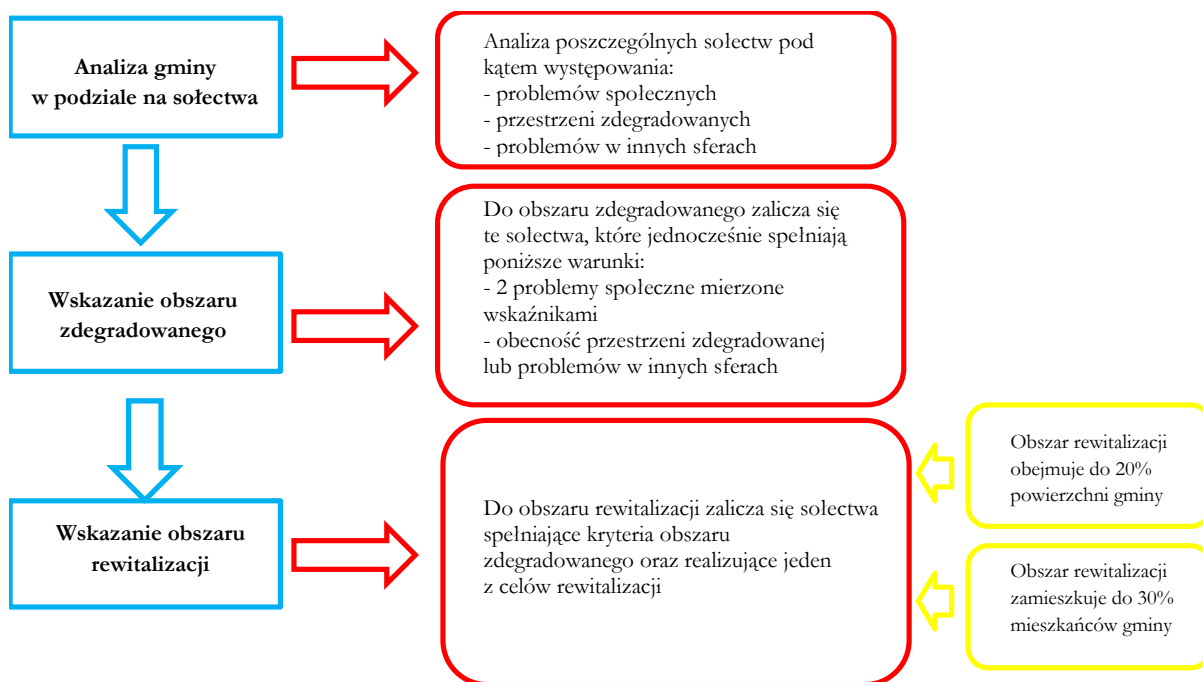 Analiza gminy
w podziale na sołectwa
Analiza poszczególnych sołectw pod
kątem występowania:
- problemów społecznych
- przestrzeni zdegradowanych
- problemów w innych sferach
Wskazanie obszaru
zdegradowanego
Do obszaru zdegradowanego zalicza się
te sołectwa, które jednocześnie spełniają
poniższe warunki:
- 2 problemy społeczne mierzone
wskaźnikami
- obecność przestrzeni zdegradowanej
lub problemów w innych sferach
Wskazanie obszaru
rewitalizacji
Do obszaru rewitalizacji zalicza się sołectwa
spełniające kryteria obszaru
zdegradowanego oraz realizujące jeden
z celów rewitalizacji
Obszar rewitalizacji
obejmuje do 20%
powierzchni gminy
Obszar rewitalizacji
zamieszkuje do 30%
mieszkańców gminy